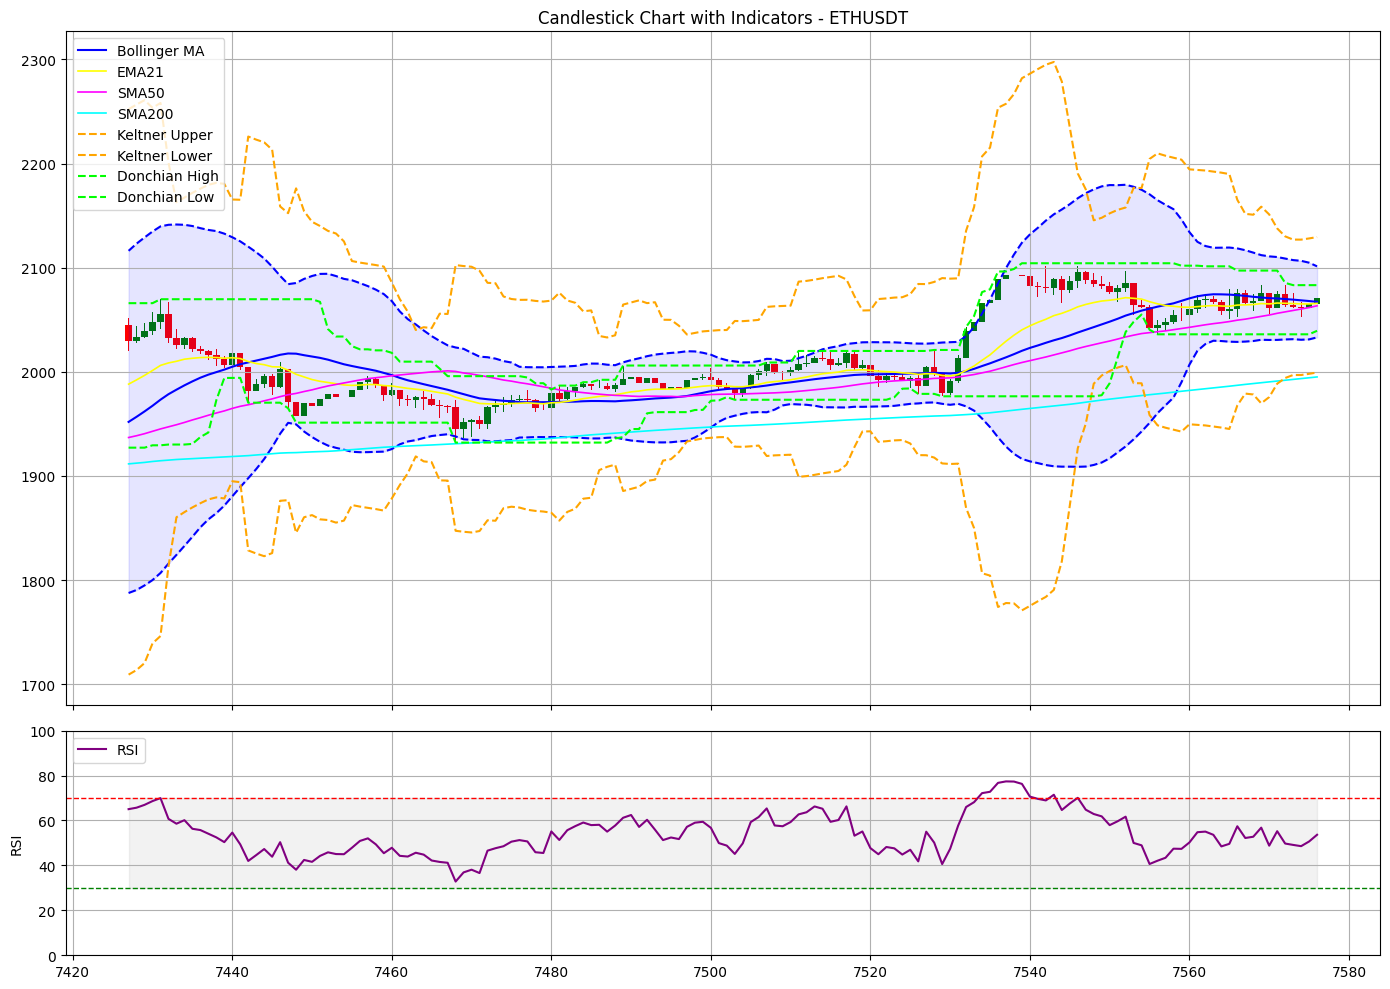 Candlestick Chart with Indicators - ETHUSDT
2300
2200
2100
2000
1900
1800
1700
Bollinger MA
EMA21
SMA50
SMA200
Keltner Upper
Keltner Lower
Donchian High
Donchian Low
100
80
60
40
20
0
RSI
RSI
7420 7440 7460 7480 7500 7520 7540 7560 7580